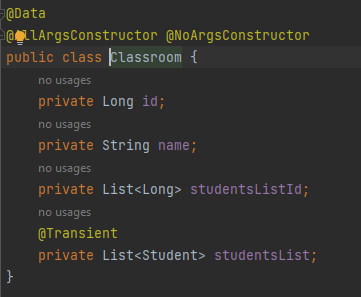 @Data
@AllArgsConstructor @NoArgsConstructor
public class Classroom {
no usages
private Long id;
no usages
private String name;
no usages
private List<Long> studentsListId;
no usages
@Transient
private List<Student> studentsList;
}